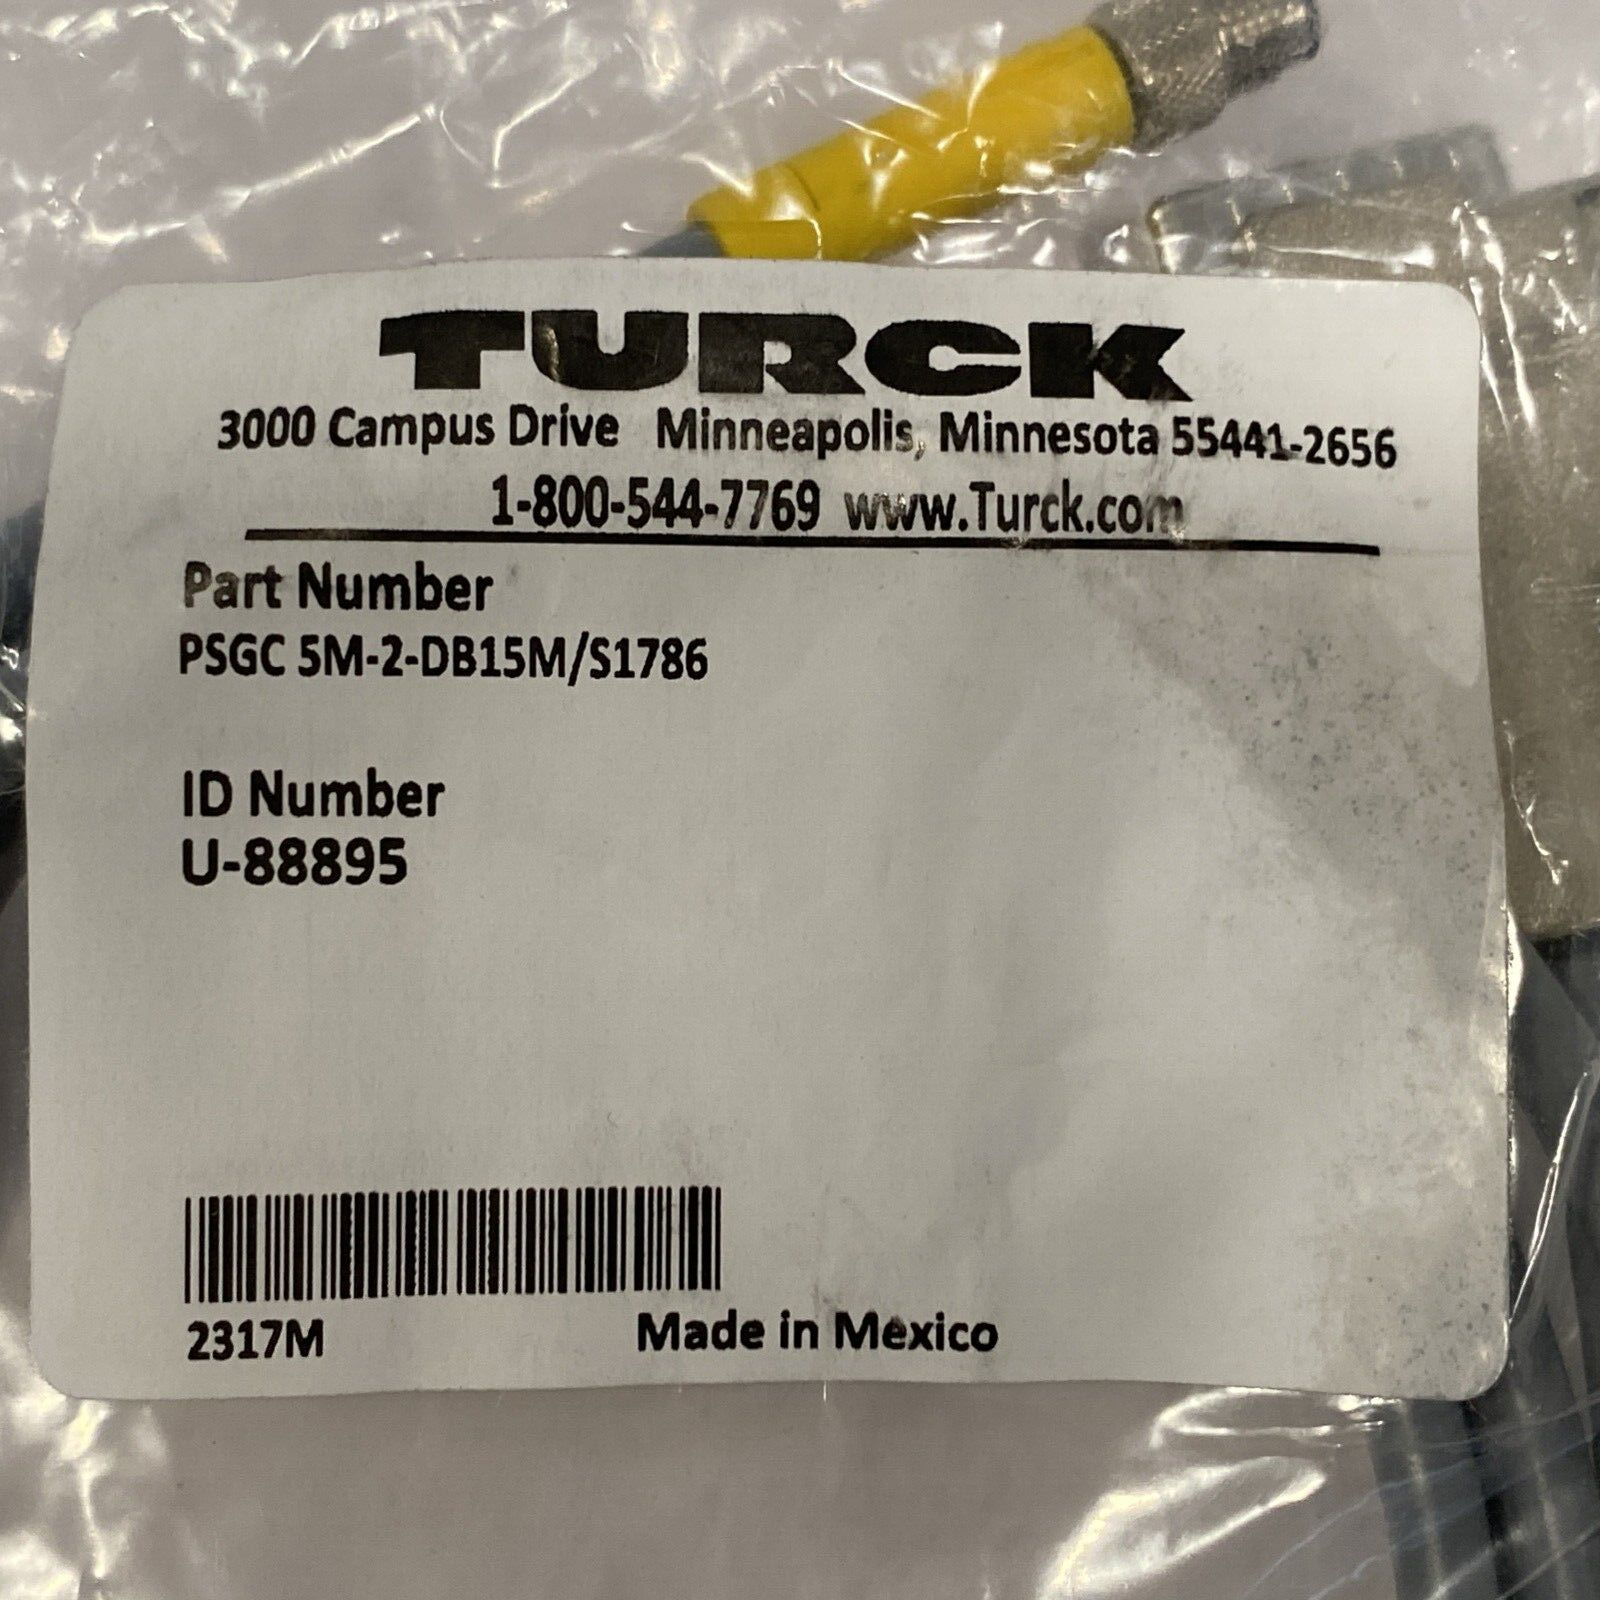 TURCK
3000 Campus Drive Minneapolis, Minnesota 55441-2656
1-800-544-7769 www.Turck.com
Part Number
PSGC 5M-2-DB15M/S1786
ID Number
U-88895
2317M Made in Mexico